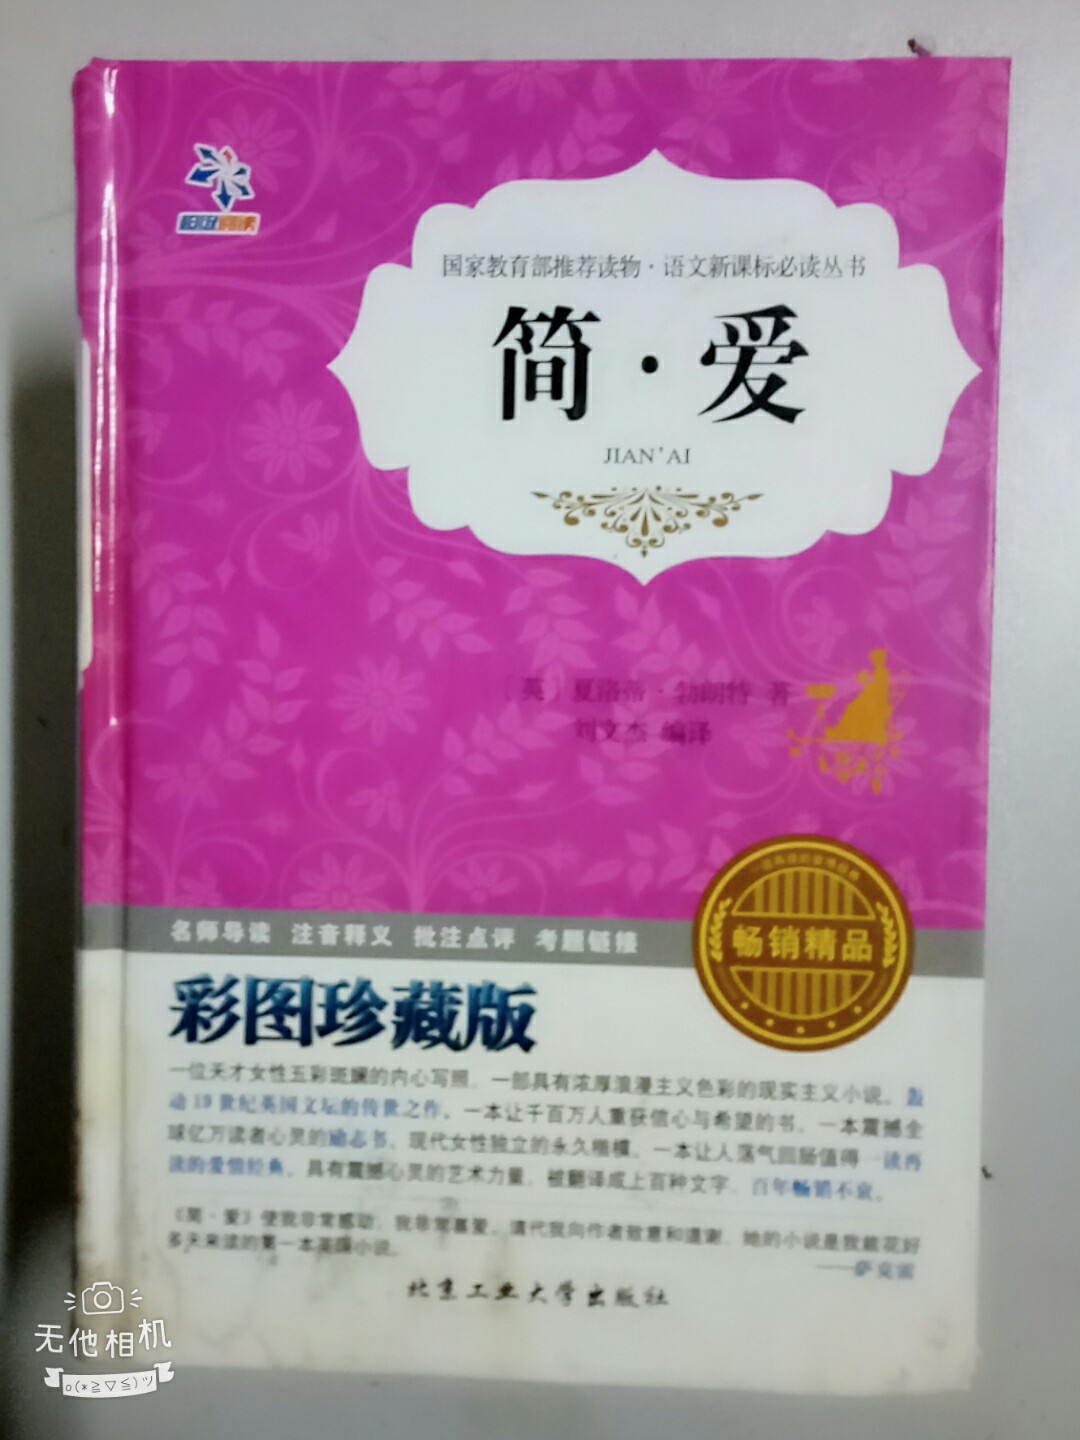 国家教育部推荐读物·语文新课标必读丛书
简·爱
JIAN'AI
〔英〕夏洛蒂·勃朗特 著
刘文杰 编译
名师导读 注音释义 批注点评 考题链接
畅销精品
彩图珍藏版
一位天才女性五彩斑斓的内心写照，一部具有浓厚浪漫主义色彩的现实主义小说。轰
动19世纪英国文坛的传世之作，一本让千百万人重获信心与希望的书，一本震撼全
球亿万读者心灵的励志书，现代女性独立的永久楷模，一本让人荡气回肠值得一读再
读的爱情经典，具有震撼心灵的艺术力量，被翻译成上百种文字，百年畅销不衰。
《简·爱》使我非常感动，我非常喜爱。请代我向作者致意和道谢，她的小说是我能花好
多天来读的第一本英国小说。
——萨克雷
北京工业大学出版社
无他相机
o(*≧▽≦)ツ